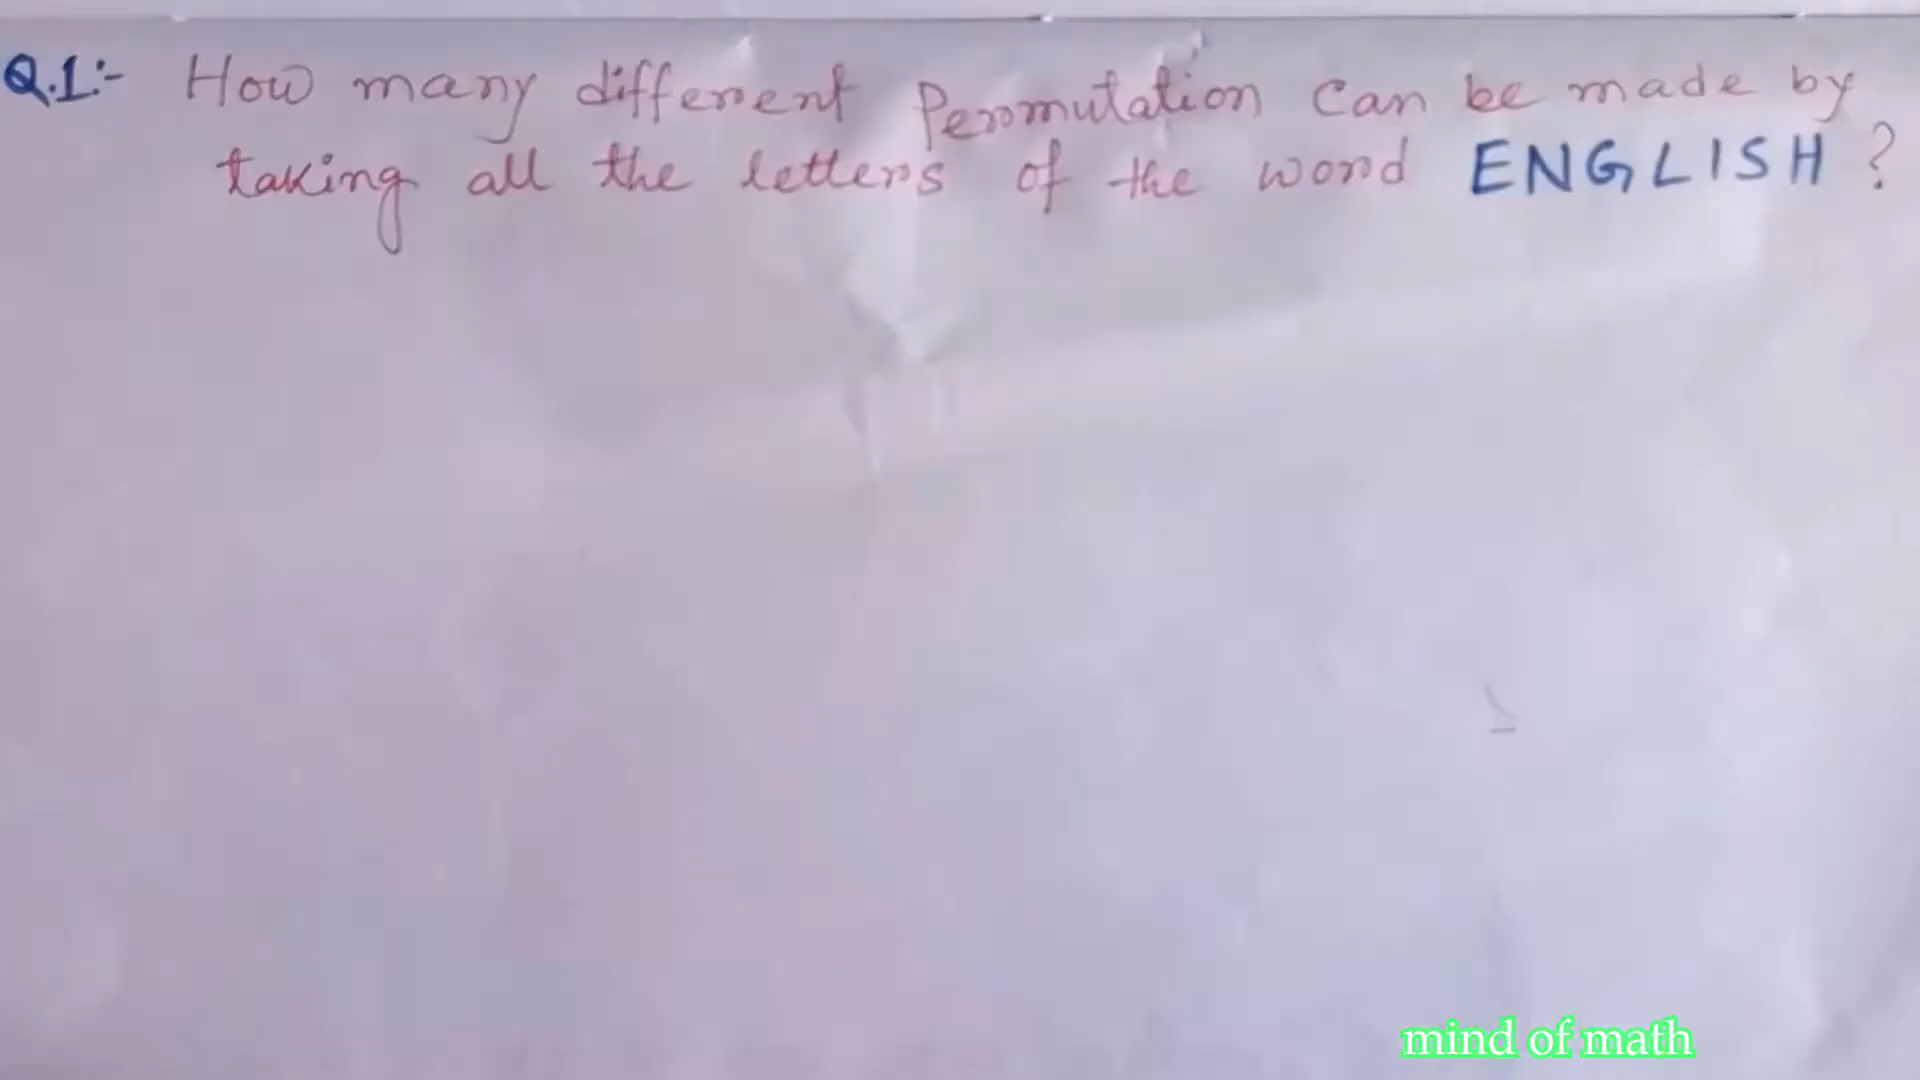 Q.1:- How many different Permutation can be made by
taking all the letters of the word ENGLISH ?
mind of math